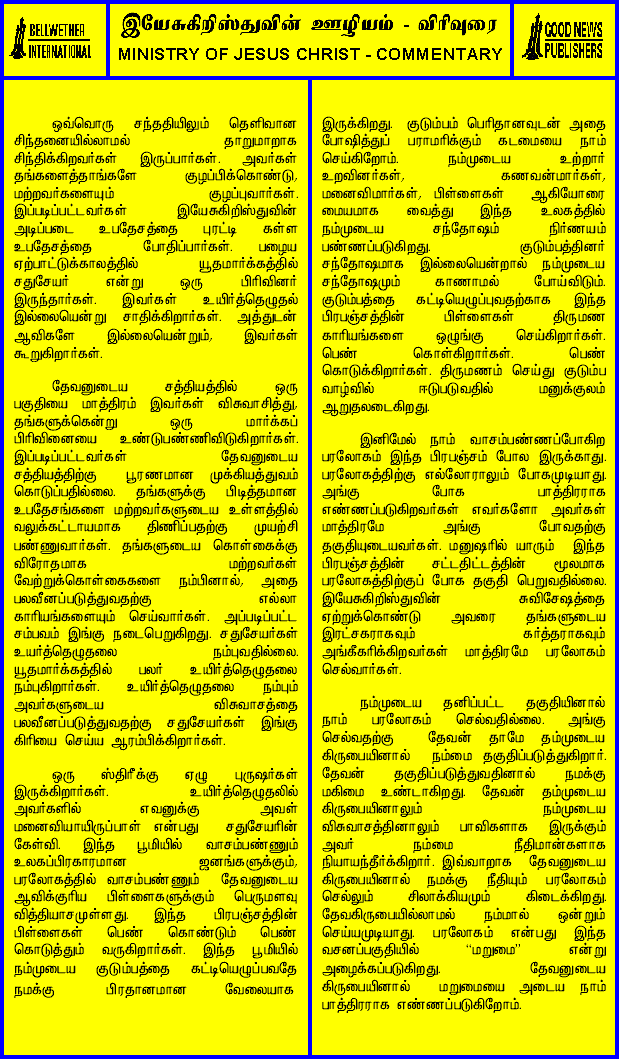 BELLWETHER
INTERNATIONAL
இயேசுகிறிஸ்துவின் ஊழியம் - விரிவுரை
MINISTRY OF JESUS CHRIST - COMMENTARY
GOOD NEWS
PUBLISHERS
ஒவ்வொரு சந்ததியிலும் தெளிவான
சிந்தனையில்லாமல் தாறுமாறாக
சிந்திக்கிறவர்கள் இருப்பார்கள். அவர்கள்
தங்களைத்தாங்களே குழப்பிக்கொண்டு,
மற்றவர்களையும் குழப்புவார்கள்.
இப்படிப்பட்டவர்கள் இயேசுகிறிஸ்துவின்
அடிப்படை உபதேசத்தை புரட்டி கள்ள
உபதேசத்தை போதிப்பார்கள். பழைய
ஏற்பாட்டுக்காலத்தில் யூதமார்க்கத்தில்
சதுசேயர் என்று ஒரு பிரிவினர்
இருந்தார்கள். இவர்கள் உயிர்த்தெழுதல்
இல்லையென்று சாதிக்கிறார்கள். அத்துடன்
ஆவிகளே இல்லையென்றும், இவர்கள்
கூறுகிறார்கள்.
தேவனுடைய சத்தியத்தில் ஒரு
பகுதியை மாத்திரம் இவர்கள் விசுவாசித்து,
தங்களுக்கென்று ஒரு மார்க்கப்
பிரிவினையை உண்டுபண்ணிவிடுகிறார்கள்.
இப்படிப்பட்டவர்கள் தேவனுடைய
சத்தியத்திற்கு பூரணமான முக்கியத்துவம்
கொடுப்பதில்லை. தங்களுக்கு பிடித்தமான
உபதேசங்களை மற்றவர்களுடைய உள்ளத்தில்
வலுக்கட்டாயமாக திணிப்பதற்கு முயற்சி
பண்ணுவார்கள். தங்களுடைய கொள்கைக்கு
விரோதமாக மற்றவர்கள்
வேற்றுக்கொள்கைகளை நம்பினால், அதை
பலவீனப்படுத்துவதற்கு எல்லா
காரியங்களையும் செய்வார்கள். அப்படிப்பட்ட
சம்பவம் இங்கு நடைபெறுகிறது. சதுசேயர்கள்
உயர்த்தெழுதலை நம்புவதில்லை.
யூதமார்க்கத்தில் பலர் உயிர்த்தெழுதலை
நம்புகிறார்கள். உயிர்த்தெழுதலை நம்பும்
அவர்களுடைய விசுவாசத்தை
பலவீனப்படுத்துவதற்கு சதுசேயர்கள் இங்கு
கிரியை செய்ய ஆரம்பிக்கிறார்கள்.
ஒரு ஸ்திரீக்கு ஏழு புருஷர்கள்
இருக்கிறார்கள். உயிர்த்தெழுதலில்
அவர்களில் எவனுக்கு அவள்
மனைவியாயிருப்பாள் என்பது சதுசேயரின்
கேள்வி. இந்த பூமியில் வாசம்பண்ணும்
உலகப்பிரகாரமான ஜனங்களுக்கும்,
பரலோகத்தில் வாசம்பண்ணும் தேவனுடைய
ஆவிக்குரிய பிள்ளைகளுக்கும் பெருமளவு
வித்தியாசமுள்ளது. இந்த பிரபஞ்சத்தின்
பிள்ளைகள் பெண் கொண்டும் பெண்
கொடுத்தும் வருகிறார்கள். இந்த பூமியில்
நம்முடைய குடும்பத்தை கட்டியெழுப்பவதே
நமக்கு பிரதானமான வேலையாக
இருக்கிறது. குடும்பம் பெரிதானவுடன் அதை
போஷித்துப் பராமரிக்கும் கடமையை நாம்
செய்கிறோம். நம்முடைய உற்றார்
உறவினர்கள், கணவன்மார்கள்,
மனைவிமார்கள், பிள்ளைகள் ஆகியோரை
மையமாக வைத்து இந்த உலகத்தில்
நம்முடைய சந்தோஷம் நிர்ணயம்
பண்ணப்படுகிறது. குடும்பத்தினர்
சந்தோஷமாக இல்லையென்றால் நம்முடைய
சந்தோஷமும் காணாமல் போய்விடும்.
குடும்பத்தை கட்டியெழுப்புவதற்காக இந்த
பிரபஞ்சத்தின் பிள்ளைகள் திருமண
காரியங்களை ஒழுங்கு செய்கிறார்கள்.
பெண் கொள்கிறார்கள். பெண்
கொடுக்கிறார்கள். திருமணம் செய்து குடும்ப
வாழ்வில் ஈடுபடுவதில் மனுக்குலம்
ஆறுதலடைகிறது.
இனிமேல் நாம் வாசம்பண்ணப்போகிற
பரலோகம் இந்த பிரபஞ்சம் போல இருக்காது.
பரலோகத்திற்கு எல்லோராலும் போகமுடியாது.
அங்கு போக பாத்திரராக
எண்ணப்படுகிறவர்கள் எவர்களோ அவர்கள்
மாத்திரமே அங்கு போவதற்கு
தகுதியுடையவர்கள். மனுஷரில் யாரும் இந்த
பிரபஞ்சத்தின் சட்டதிட்டத்தின் மூலமாக
பரலோகத்திற்குப் போக தகுதி பெறுவதில்லை.
இயேசுகிறிஸ்துவின் சுவிசேஷத்தை
ஏற்றுக்கொண்டு அவரை தங்களுடைய
இரட்சகராகவும் கர்த்தராகவும்
அங்கீகரிக்கிறவர்கள் மாத்திரமே பரலோகம்
செல்வார்கள்.
நம்முடைய தனிப்பட்ட தகுதியினால்
நாம் பரலோகம் செல்வதில்லை. அங்கு
செல்வதற்கு தேவன் தாமே தம்முடைய
கிருபையினால் நம்மை தகுதிப்படுத்துகிறார்.
தேவன் தகுதிப்படுத்துவதினால் நமக்கு
மகிமை உண்டாகிறது. தேவன் தம்முடைய
கிருபையினாலும் நம்முடைய
விசுவாசத்தினாலும் பாவிகளாக இருக்கும்
அவர் நம்மை நீதிமான்களாக
நியாயந்தீர்க்கிறார். இவ்வாறாக தேவனுடைய
கிருபையினால் நமக்கு நீதியும் பரலோகம்
செல்லும் சிலாக்கியமும் கிடைக்கிறது.
தேவகிருபையில்லாமல் நம்மால் ஒன்றும்
செய்யமுடியாது. பரலோகம் என்பது இந்த
வசனப்பகுதியில் “மறுமை” என்று
அழைக்கப்படுகிறது. தேவனுடைய
கிருபையினால் மறுமையை அடைய நாம்
பாத்திரராக எண்ணப்படுகிறோம்.